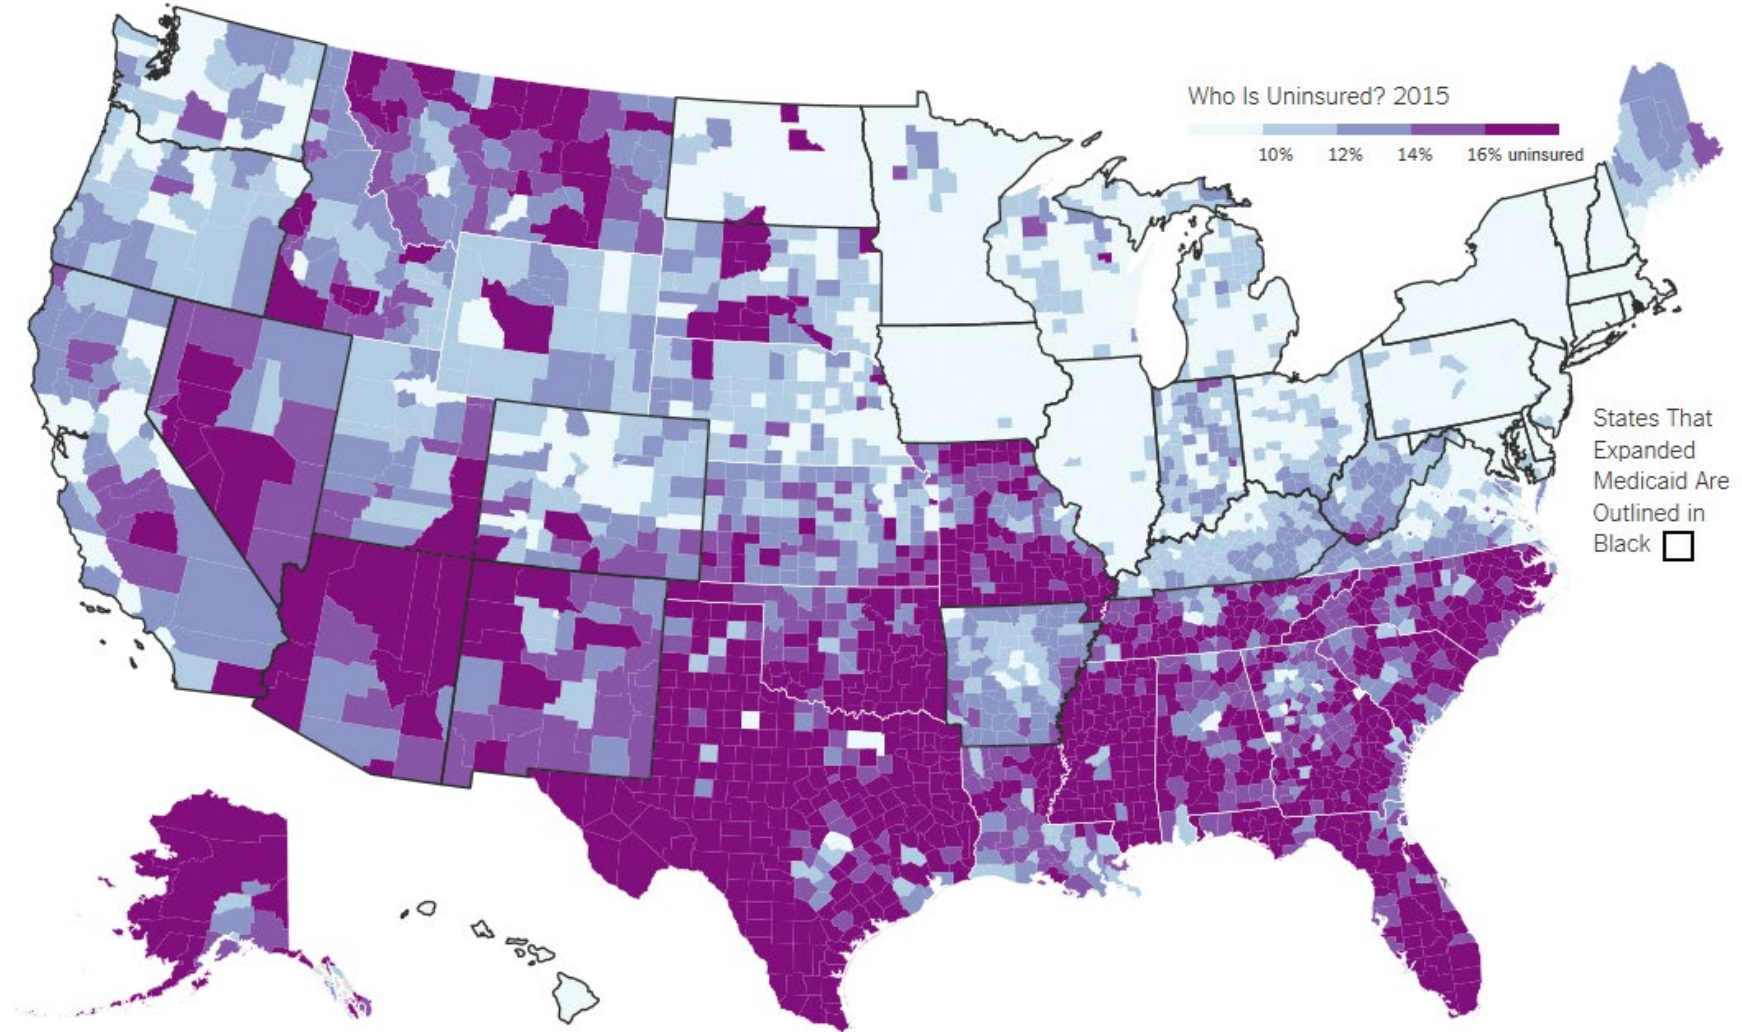 Who Is Uninsured? 2015
10% 12% 14% 16% uninsured
States That
Expanded
Medicaid Are
Outlined in
Black